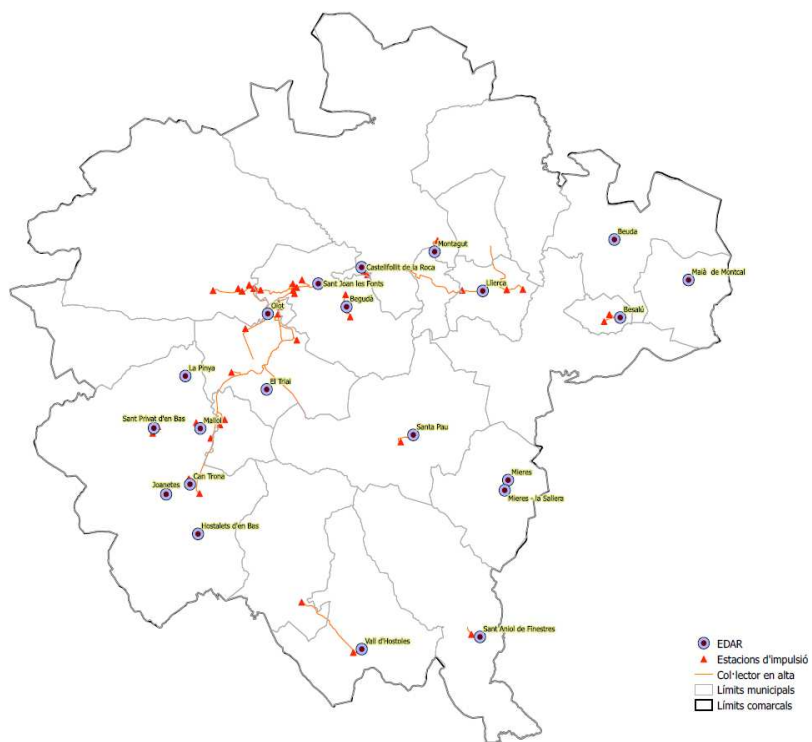 Beuda
Montagut
Castellfollit de la Roca
Maià de Montcal
Sant Joan les Fonts
Llierca
Begudà
Olot
Besalú
La Pinya
El Triai
Sant Privat d'en Bas
Mallol
Santa Pau
Can Trona
Mieres
Joanetes
Mieres - la Sallera
Hostalets d'en Bas
Sant Aniol de Finestres
Vall d'Hostoles
EDAR
Estacions d'impulsió
Col·lector en alta
Límits municipals
Límits comarcals